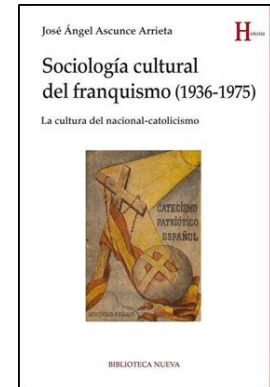 José Ángel Ascunce Arrieta
Historia
Sociología cultural
del franquismo (1936-1975)
La cultura del nacional-catolicismo
CATECISMO
PATRIÓTICO
ESPAÑOL
BIBLIOTECA NUEVA